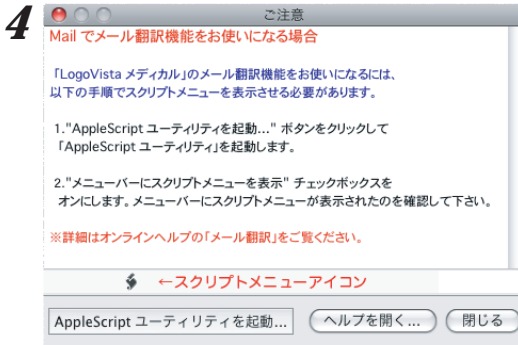 4
ご注意
Mail でメール翻訳機能をお使いになる場合
「LogoVista メディカル」のメール翻訳機能をお使いになるには、
以下の手順でスクリプトメニューを表示させる必要があります。
1."AppleScript ユーティリティを起動..." ボタンをクリックして
「AppleScript ユーティリティ」を起動します。
2."メニューバーにスクリプトメニューを表示" チェックボックスを
オンにします。メニューバーにスクリプトメニューが表示されたのを確認して下さい。
※詳細はオンラインヘルプの「メール翻訳」をご覧ください。
←スクリプトメニューアイコン
AppleScript ユーティリティを起動... ヘルプを開く... 閉じる